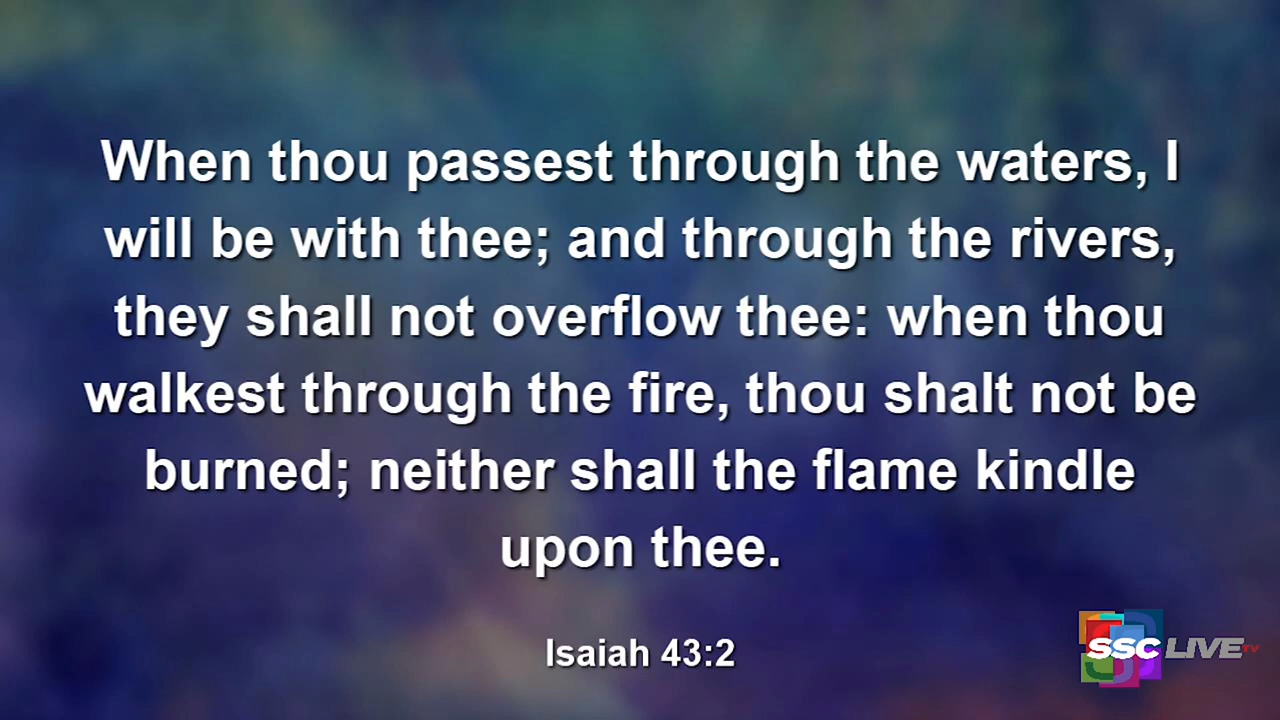 When thou passest through the waters, I
will be with thee; and through the rivers,
they shall not overflow thee: when thou
walkest through the fire, thou shalt not be
burned; neither shall the flame kindle
upon thee.
Isaiah 43:2
SSC LIVE TV